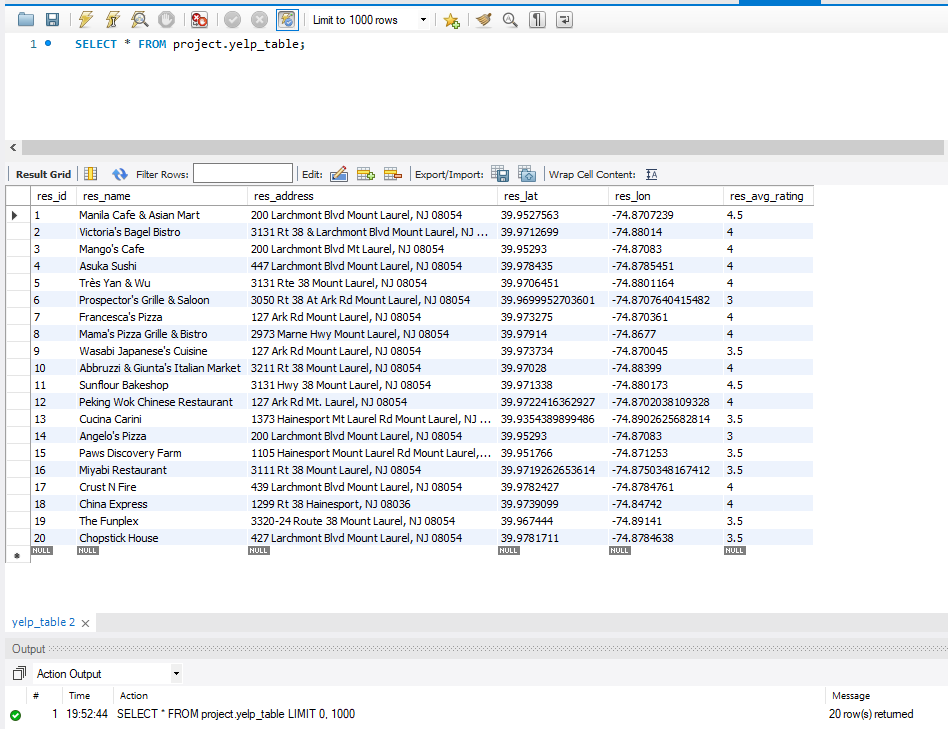 Limit to 1000 rows
1 SELECT * FROM project.yelp_table;
Result Grid Filter Rows: Edit: Export/Import: Wrap Cell Content:
res_id res_name res_address res_lat res_lon res_avg_rating
1 Manila Cafe & Asian Mart 200 Larchmont Blvd Mount Laurel, NJ 08054 39.9527563 -74.8707239 4.5
2 Victoria's Bagel Bistro 3131 Rt 38 & Larchmont Blvd Mount Laurel, NJ ... 39.9712699 -74.88014 4
3 Mango's Cafe 200 Larchmont Blvd Mt Laurel, NJ 08054 39.95293 -74.87083 4
4 Asuka Sushi 447 Larchmont Blvd Mount Laurel, NJ 08054 39.978435 -74.8785451 4
5 Très Yan & Wu 3131 Rte 38 Mount Laurel, NJ 08054 39.9706451 -74.8801164 4
6 Prospector's Grille & Saloon 3050 Rt 38 At Ark Rd Mount Laurel, NJ 08054 39.9699952703601 -74.8707640415482 3
7 Francesca's Pizza 127 Ark Rd Mount Laurel, NJ 08054 39.973275 -74.870361 4
8 Mama's Pizza Grille & Bistro 2973 Marne Hwy Mount Laurel, NJ 08054 39.97914 -74.8677 4
9 Wasabi Japanese's Cuisine 127 Ark Rd Mount Laurel, NJ 08054 39.973734 -74.870045 3.5
10 Abbruzzi & Giunta's Italian Market 3211 Rt 38 Mount Laurel, NJ 08054 39.97028 -74.88399 4
11 Sunflour Bakeshop 3131 Hwy 38 Mount Laurel, NJ 08054 39.971338 -74.880173 4.5
12 Peking Wok Chinese Restaurant 127 Ark Rd Mt. Laurel, NJ 08054 39.9722416362927 -74.8702038109328 4
13 Cucina Carini 1373 Hainesport Mt Laurel Rd Mount Laurel, NJ ... 39.9354389899486 -74.8902625682814 3.5
14 Angelo's Pizza 200 Larchmont Blvd Mount Laurel, NJ 08054 39.95293 -74.87083 3
15 Paws Discovery Farm 1105 Hainesport Mount Laurel Rd Mount Laurel,... 39.951766 -74.871253 3.5
16 Miyabi Restaurant 3111 Rt 38 Mount Laurel, NJ 08054 39.9719262653614 -74.8750348167412 3.5
17 Crust N Fire 439 Larchmont Blvd Mount Laurel, NJ 08054 39.9782427 -74.8784761 4
18 China Express 1299 Rt 38 Hainesport, NJ 08036 39.9739099 -74.84742 4
19 The Funplex 3320-24 Route 38 Mount Laurel, NJ 08054 39.967444 -74.89141 3.5
20 Chopstick House 427 Larchmont Blvd Mount Laurel, NJ 08054 39.9781711 -74.8784638 3.5
NULL NULL NULL NULL NULL NULL
yelp_table 2
Output
Action Output
# Time Action Message
1 19:52:44 SELECT * FROM project.yelp_table LIMIT 0, 1000 20 row(s) returned